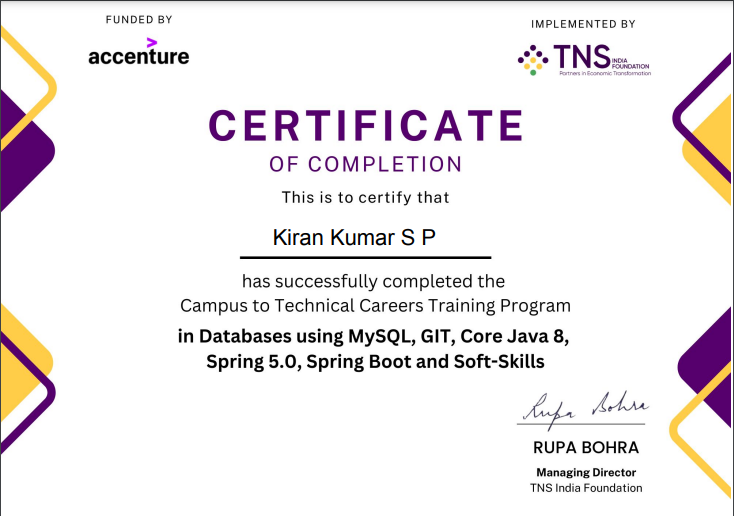 FUNDED BY
accenture
IMPLEMENTED BY
TNS INDIA FOUNDATION
Partners in Economic Transformation
CERTIFICATE
OF COMPLETION
This is to certify that
Kiran Kumar S P
has successfully completed the
Campus to Technical Careers Training Program
in Databases using MySQL, GIT, Core Java 8,
Spring 5.0, Spring Boot and Soft-Skills
Rupa Bohra
RUPA BOHRA
Managing Director
TNS India Foundation